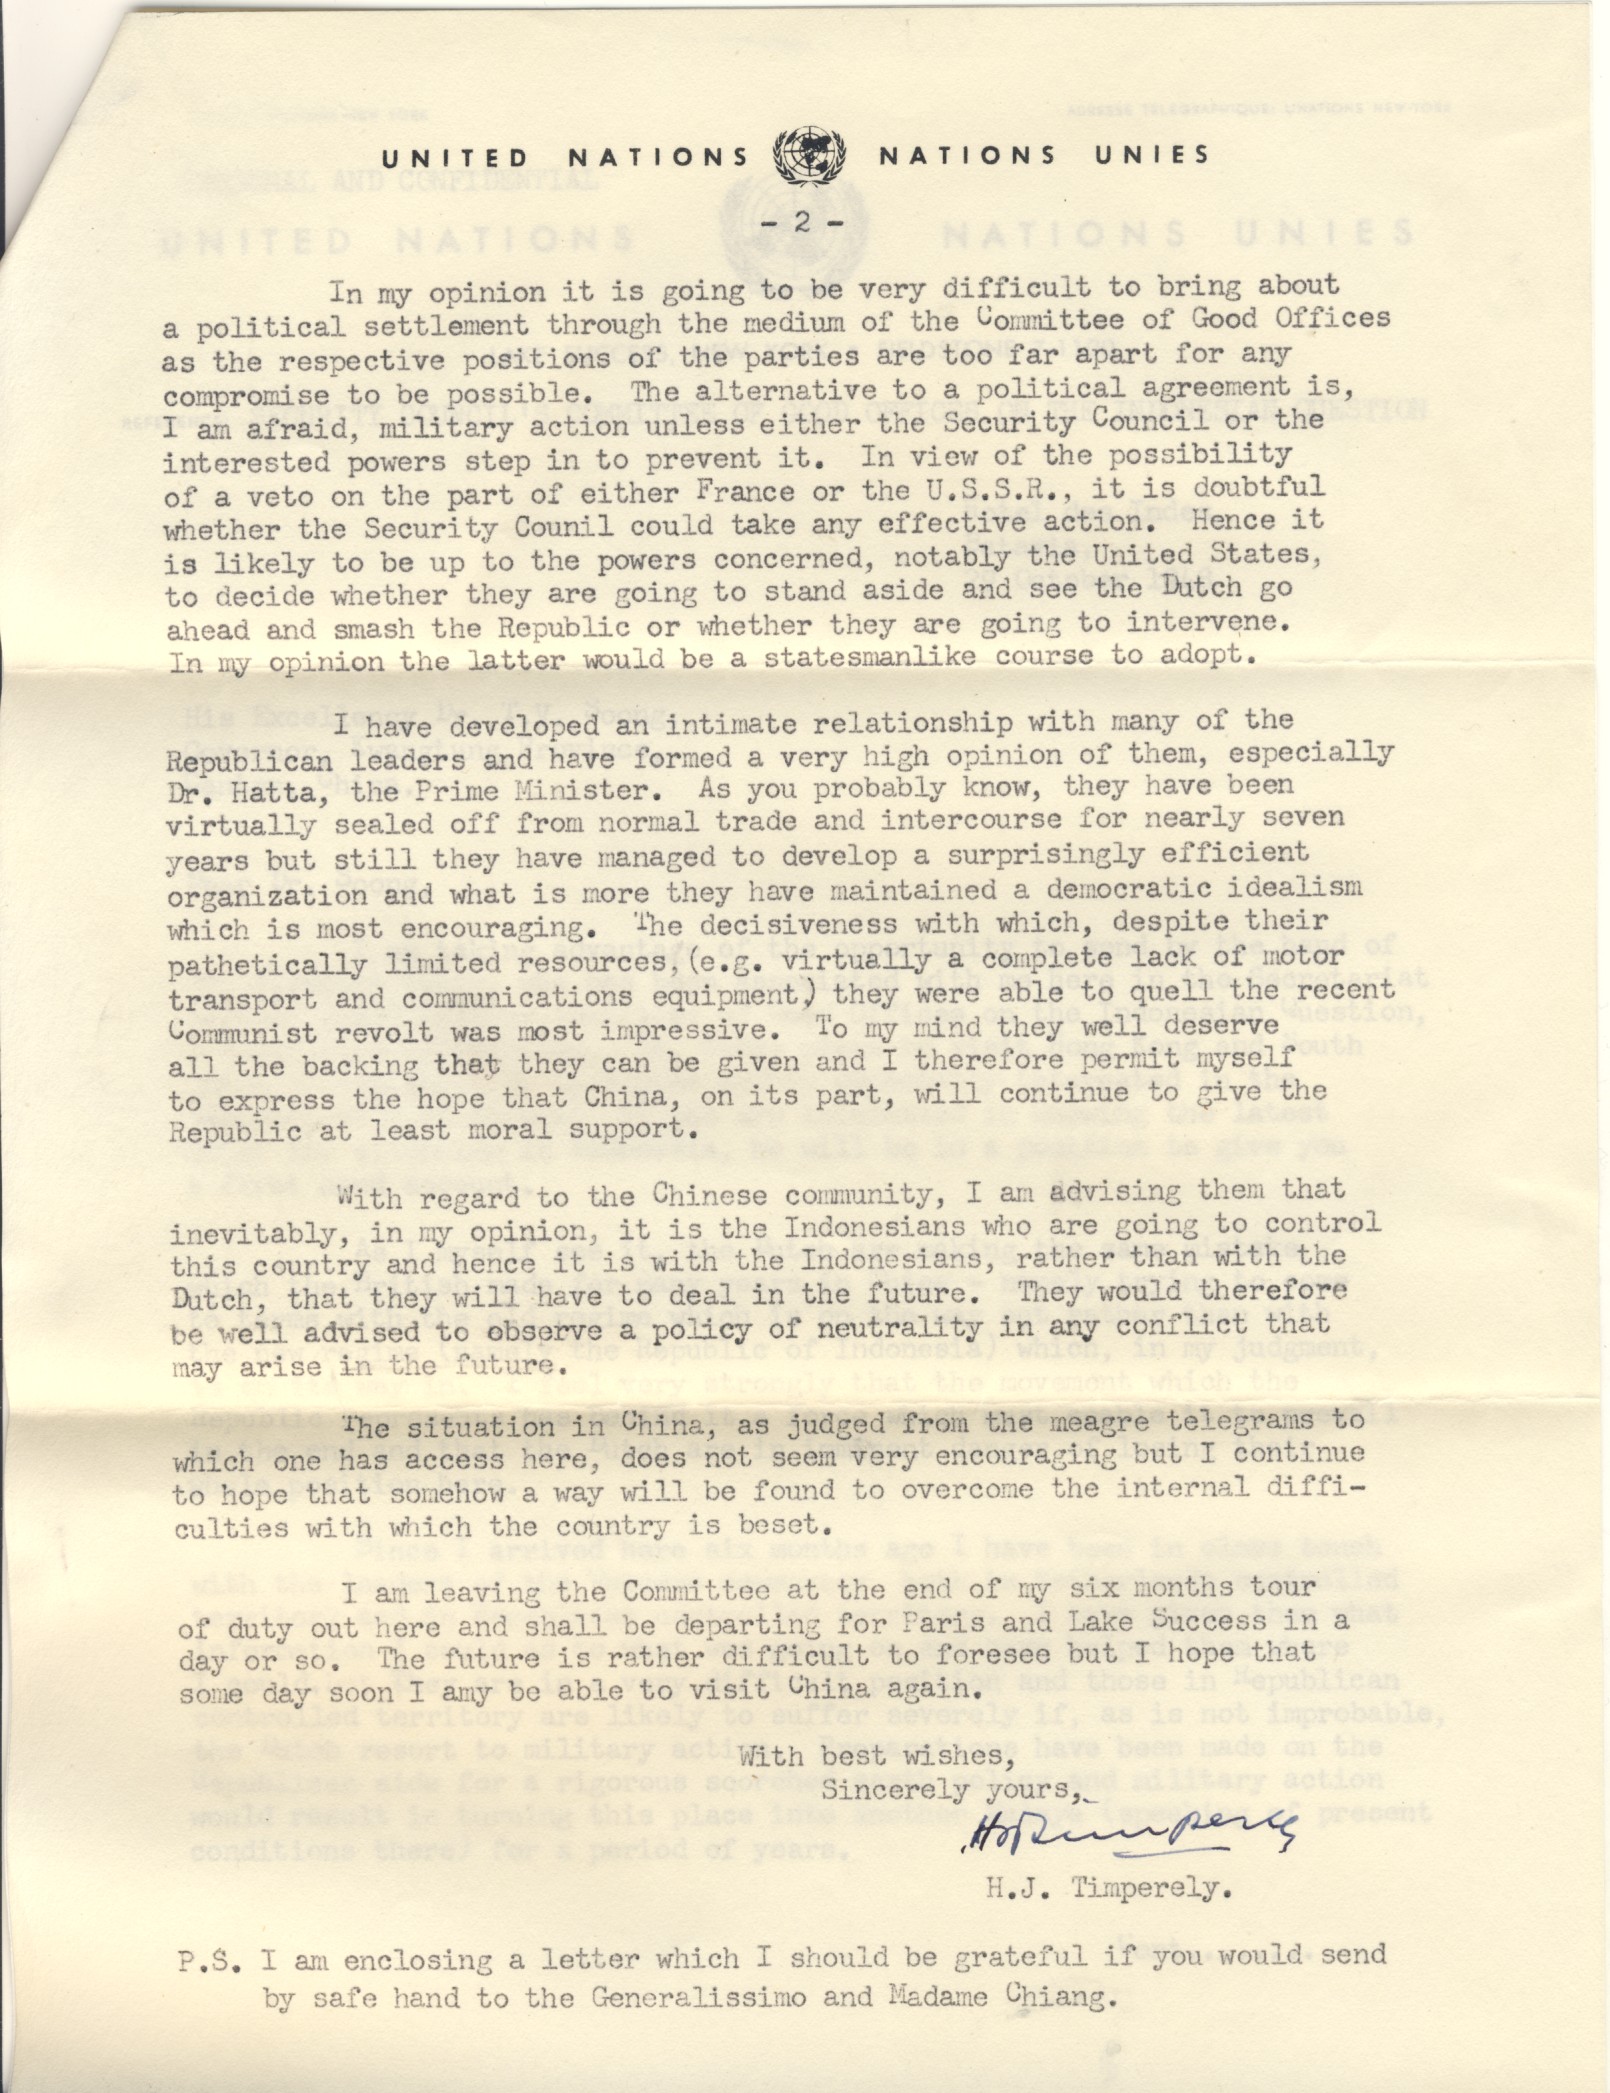 UNITED NATIONS NATIONS UNIES
- 2 -
In my opinion it is going to be very difficult to bring about
a political settlement through the medium of the Committee of Good Offices
as the respective positions of the parties are too far apart for any
compromise to be possible. The alternative to a political agreement is,
I am afraid, military action unless either the Security Council or the
interested powers step in to prevent it. In view of the possibility
of a veto on the part of either France or the U.S.S.R., it is doubtful
whether the Security Counil could take any effective action. Hence it
is likely to be up to the powers concerned, notably the United States,
to decide whether they are going to stand aside and see the Dutch go
ahead and smash the Republic or whether they are going to intervene.
In my opinion the latter would be a statesmanlike course to adopt.
I have developed an intimate relationship with many of the
Republican leaders and have formed a very high opinion of them, especially
Dr. Hatta, the Prime Minister. As you probably know, they have been
virtually sealed off from normal trade and intercourse for nearly seven
years but still they have managed to develop a surprisingly efficient
organization and what is more they have maintained a democratic idealism
which is most encouraging. The decisiveness with which, despite their
pathetically limited resources, (e.g. virtually a complete lack of motor
transport and communications equipment) they were able to quell the recent
Communist revolt was most impressive. To my mind they well deserve
all the backing that they can be given and I therefore permit myself
to express the hope that China, on its part, will continue to give the
Republic at least moral support.
With regard to the Chinese community, I am advising them that
inevitably, in my opinion, it is the Indonesians who are going to control
this country and hence it is with the Indonesians, rather than with the
Dutch, that they will have to deal in the future. They would therefore
be well advised to observe a policy of neutrality in any conflict that
may arise in the future.
The situation in China, as judged from the meagre telegrams to
which one has access here, does not seem very encouraging but I continue
to hope that somehow a way will be found to overcome the internal diffi-
culties with which the country is beset.
I am leaving the Committee at the end of my six months tour
of duty out here and shall be departing for Paris and Lake Success in a
day or so. The future is rather difficult to foresee but I hope that
some day soon I amy be able to visit China again.
With best wishes,
Sincerely yours,
HJTimperley
H.J. Timperely.
P.S. I am enclosing a letter which I should be grateful if you would send
by safe hand to the Generalissimo and Madame Chiang.